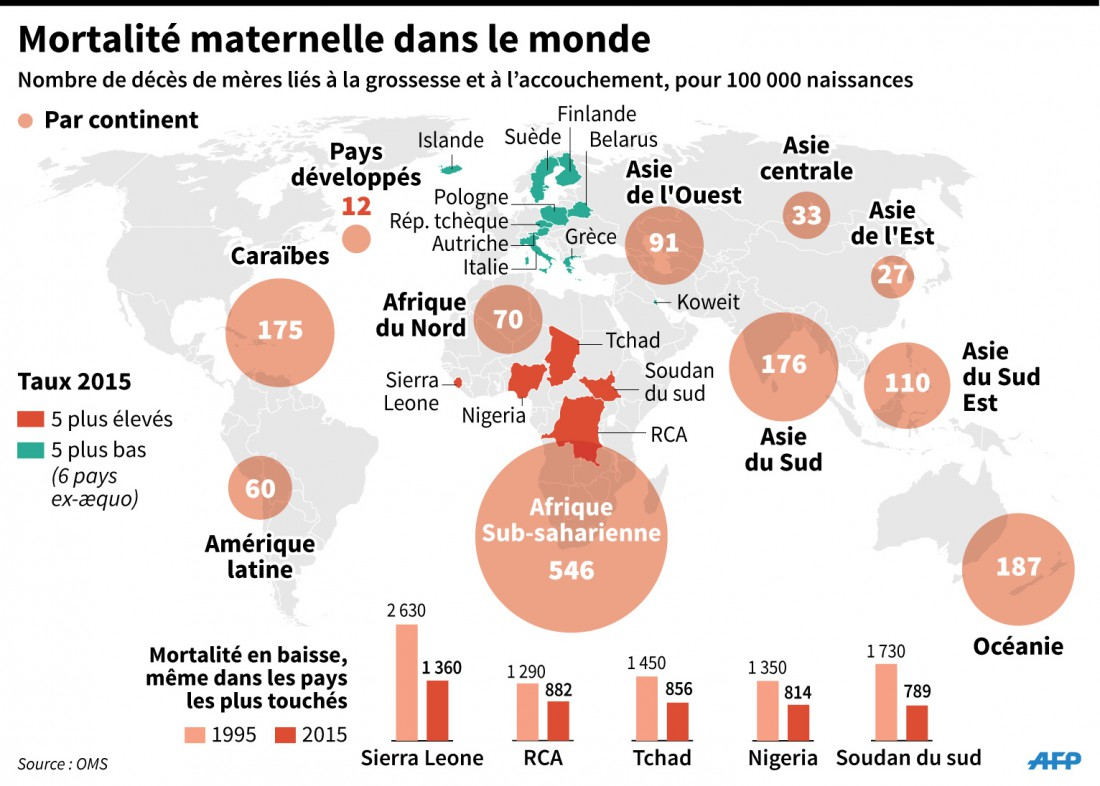 Mortalité maternelle dans le monde
Nombre de décès de mères liés à la grossesse et à l'accouchement, pour 100 000 naissances
Par continent
Pays
développés
12
Caraïbes
175
Islande
Suède
Finlande
Belarus
Pologne
Rép. tchèque
Autriche
Italie
Grèce
Koweit
Asie
de l'Ouest
91
Asie
centrale
33
Asie
de l'Est
27
Afrique
du Nord
70
Tchad
Soudan
du sud
Sierra
Leone
Nigeria
RCA
176
Asie
du Sud
110
Asie
du Sud
Est
Taux 2015
5 plus élevés
5 plus bas
(6 pays
ex-æquo)
60
Amérique
latine
Afrique
Sub-saharienne
546
187
Océanie
Mortalité en baisse,
même dans les pays
les plus touchés
1995 2015
2 630
1 360
Sierra Leone
1 290
882
RCA
1 450
856
Tchad
1 350
814
Nigeria
1 730
789
Soudan du sud
Source : OMS
AFP